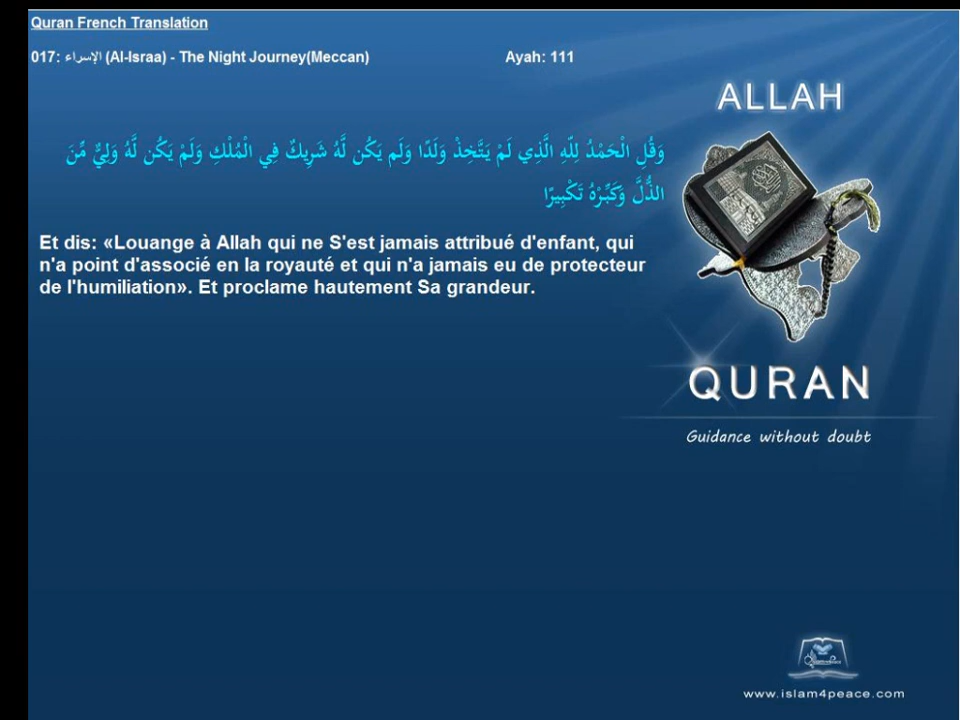 Quran French Translation
017: الإسراء (Al-Israa) - The Night Journey(Meccan) Ayah: 111
ALLAH
وَقُلِ الْحَمْدُ لِلّهِ الَّذِي لَمْ يَتَّخِذْ وَلَدًا وَلَم يَكُن لَّهُ شَرِيكٌ فِي الْمُلْكِ وَلَمْ يَكُن لَّهُ وَلِيٌّ مِّنَ
الذُّلَّ وَكَبِّرْهُ تَكْبِيرًا
Et dis: «Louange à Allah qui ne S'est jamais attribué d'enfant, qui
n'a point d'associé en la royauté et qui n'a jamais eu de protecteur
de l'humiliation». Et proclame hautement Sa grandeur.
QURAN
Guidance without doubt
www.islam4peace.com